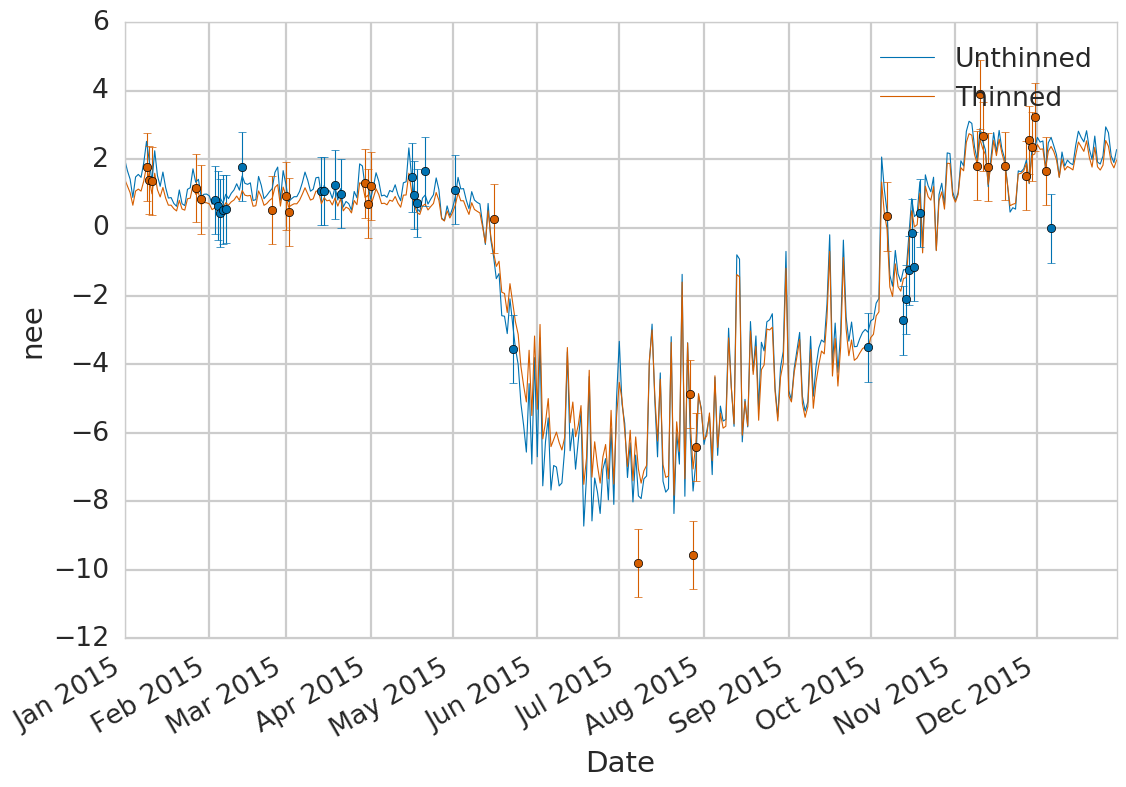 6
4
2
0
−2
−4
−6
−8
−10
−12
nee
Unthinned
Thinned
Jan 2015
Feb 2015
Mar 2015
Apr 2015
May 2015
Jun 2015
Jul 2015
Aug 2015
Sep 2015
Oct 2015
Nov 2015
Dec 2015
Date